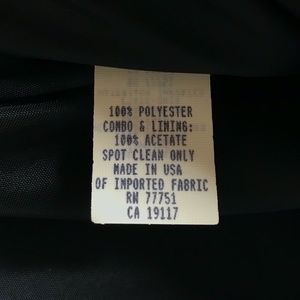 100% POLYESTER
COMBO & LINING:
100% ACETATE
SPOT CLEAN ONLY
MADE IN USA
OF IMPORTED FABRIC
RN 77751
CA 19117